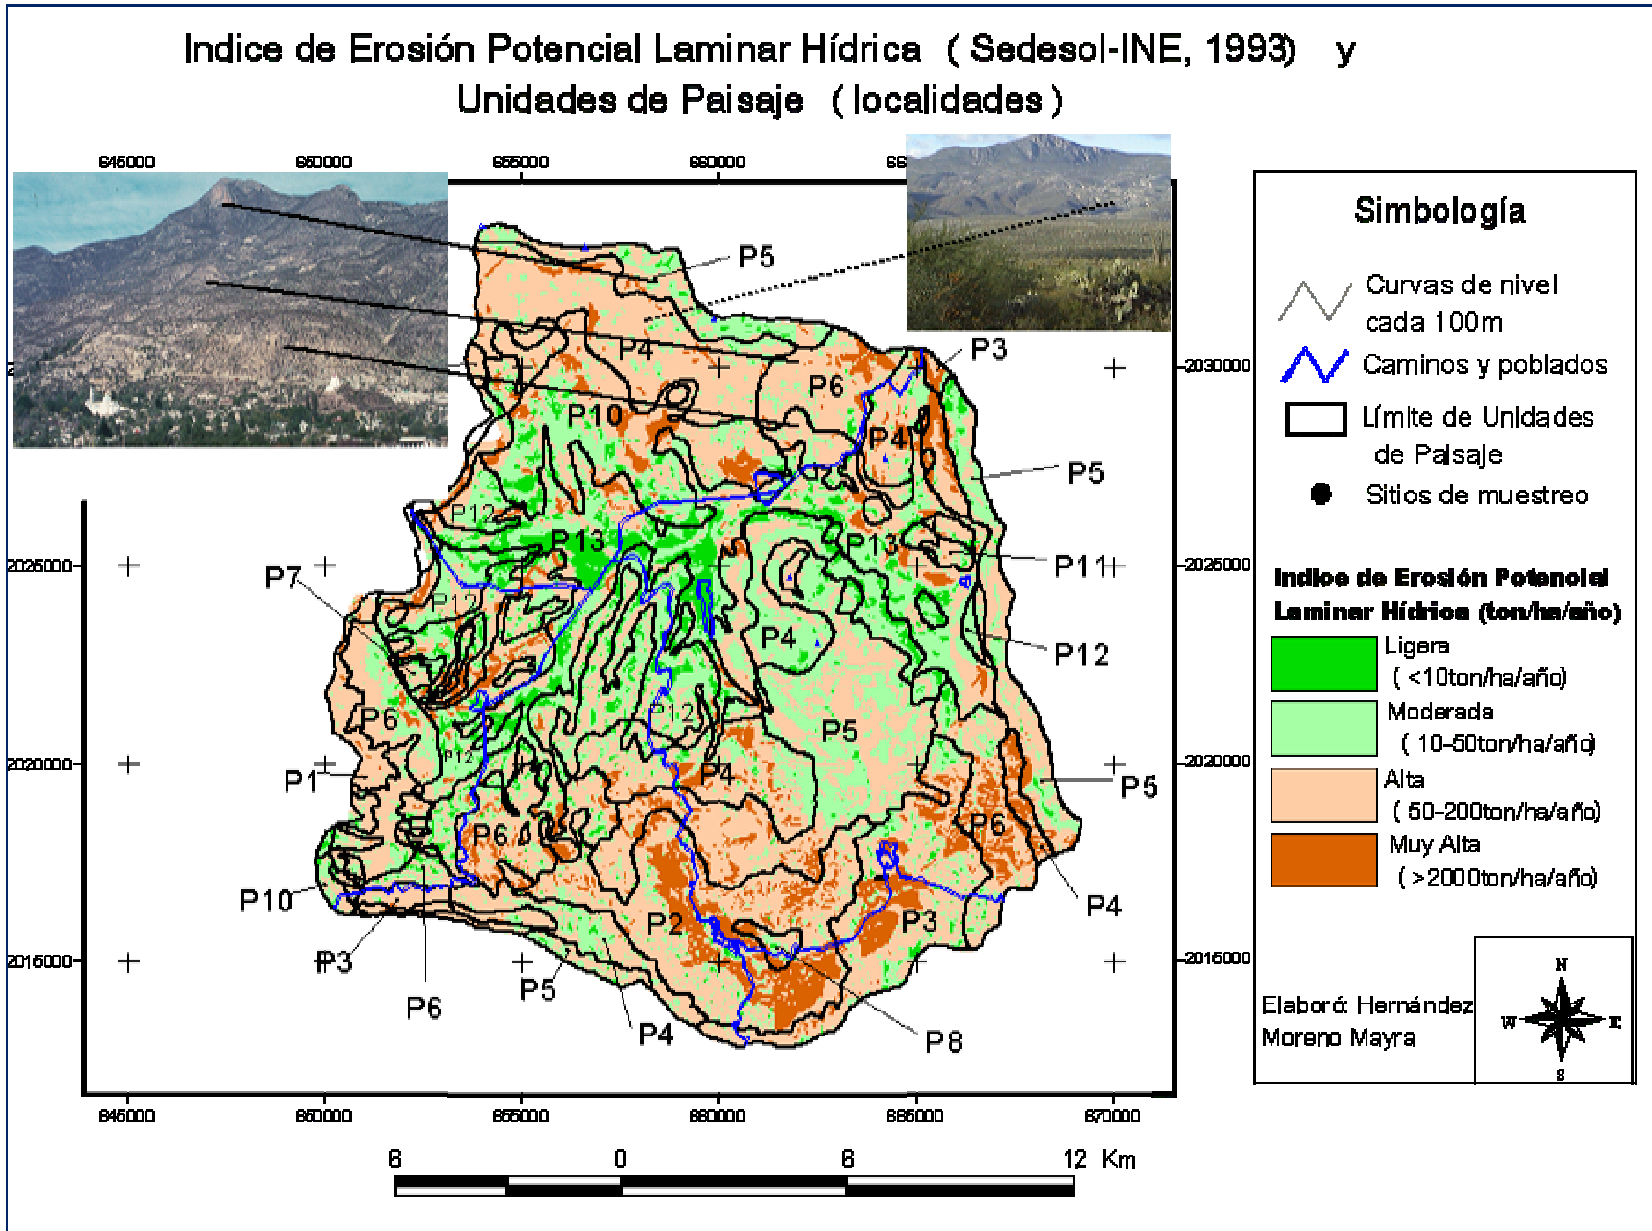 Indice de Erosión Potencial Laminar Hídrica ( Sedesol-INE, 1993) y
Unidades de Paisaje ( localidades )
645000 650000 655000 660000
P5
P3
P4
P6
2030000
P10
P4
P5
P12
P13
P13
2025000
P11
2025000
P7
P12
P4
P12
P6
P12
P5
2020000
P1
P12
P4
P5
2020000
P6
P6
P10
P4
P2
P3
2015000
P3
2015000
P6
P5
P4
P8
645000 650000 655000 660000 665000 670000
6 0 6 12 Km
Simbología
Curvas de nivel
cada 100m
Caminos y poblados
Límite de Unidades
de Paisaje
Sitios de muestreo
Indice de Erosión Potencial
Laminar Hídrica (ton/ha/año)
Ligera
( <10ton/ha/año)
Moderada
( 10-50ton/ha/año)
Alta
( 50-200ton/ha/año)
Muy Alta
( >2000ton/ha/año)
Elaboró: Hernández
Moreno Mayra
N
W E
S